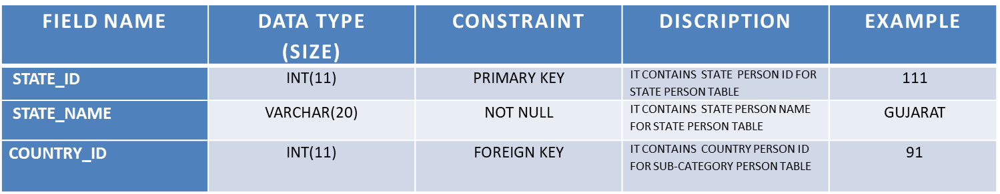 FIELD NAME
DATA TYPE
(SIZE)
CONSTRAINT
DISCRIPTION
EXAMPLE
STATE_ID
INT(11)
PRIMARY KEY
IT CONTAINS STATE PERSON ID FOR
STATE PERSON TABLE
111
STATE_NAME
VARCHAR(20)
NOT NULL
IT CONTAINS STATE PERSON NAME
FOR STATE PERSON TABLE
GUJARAT
COUNTRY_ID
INT(11)
FOREIGN KEY
IT CONTAINS COUNTRY PERSON ID
FOR SUB-CATEGORY PERSON TABLE
91